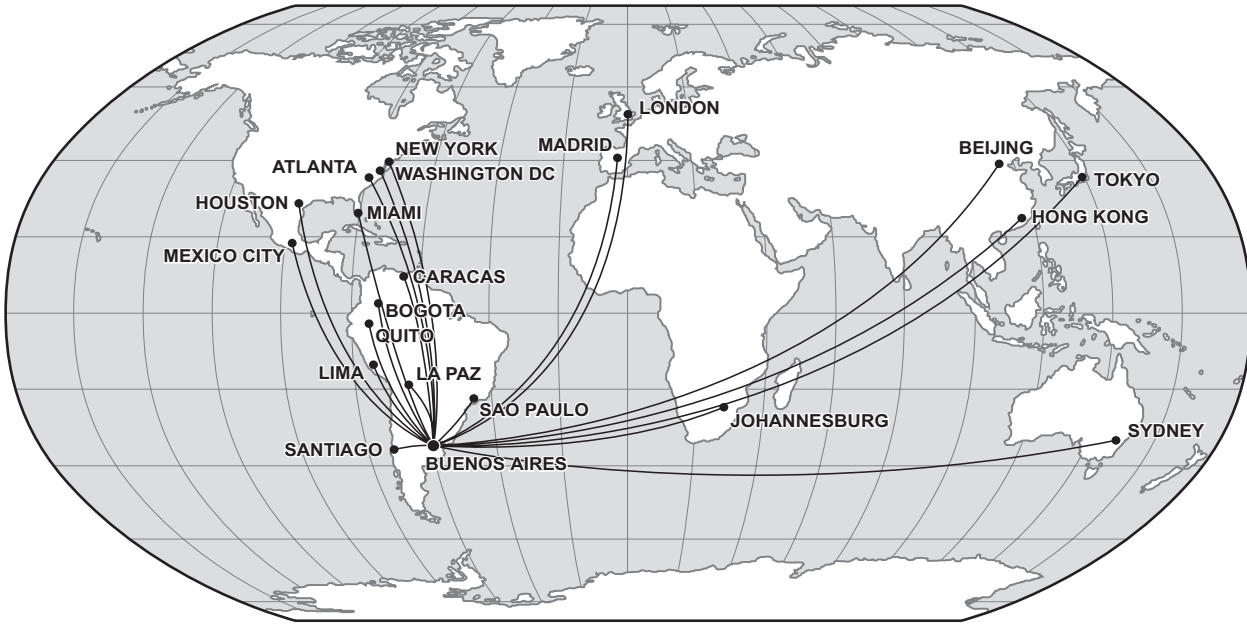 LONDON
MADRID
NEW YORK
BEIJING
ATLANTA
WASHINGTON DC
TOKYO
HOUSTON
MIAMI
HONG KONG
MEXICO CITY
CARACAS
BOGOTA
QUITO
LIMA
LA PAZ
SAO PAULO
JOHANNESBURG
SYDNEY
SANTIAGO
BUENOS AIRES